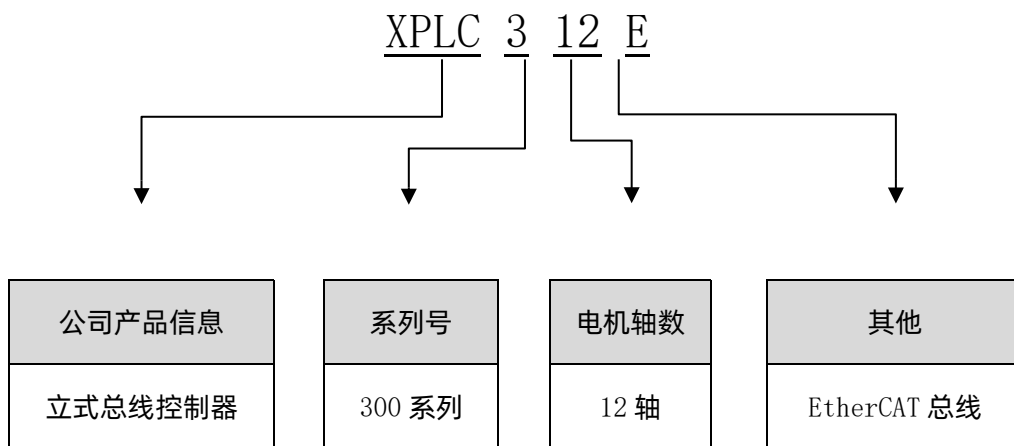 XPLC 3 12 E
公司产品信息 系列号 电机轴数 其他
立式总线控制器 300 系列 12 轴 EtherCAT 总线